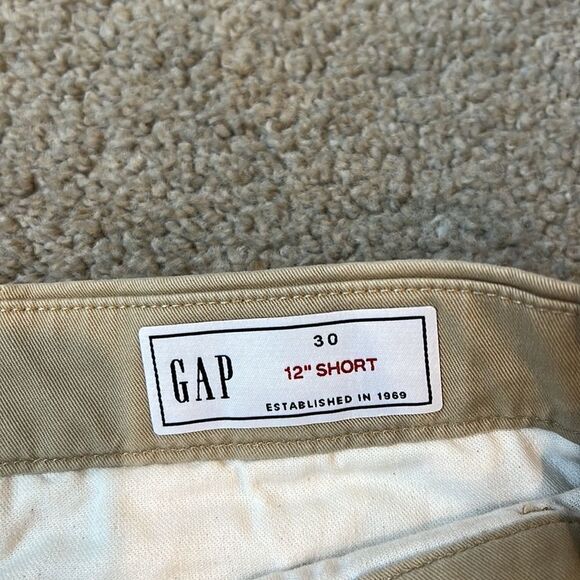 GAP
30
12" SHORT
ESTABLISHED IN 1969